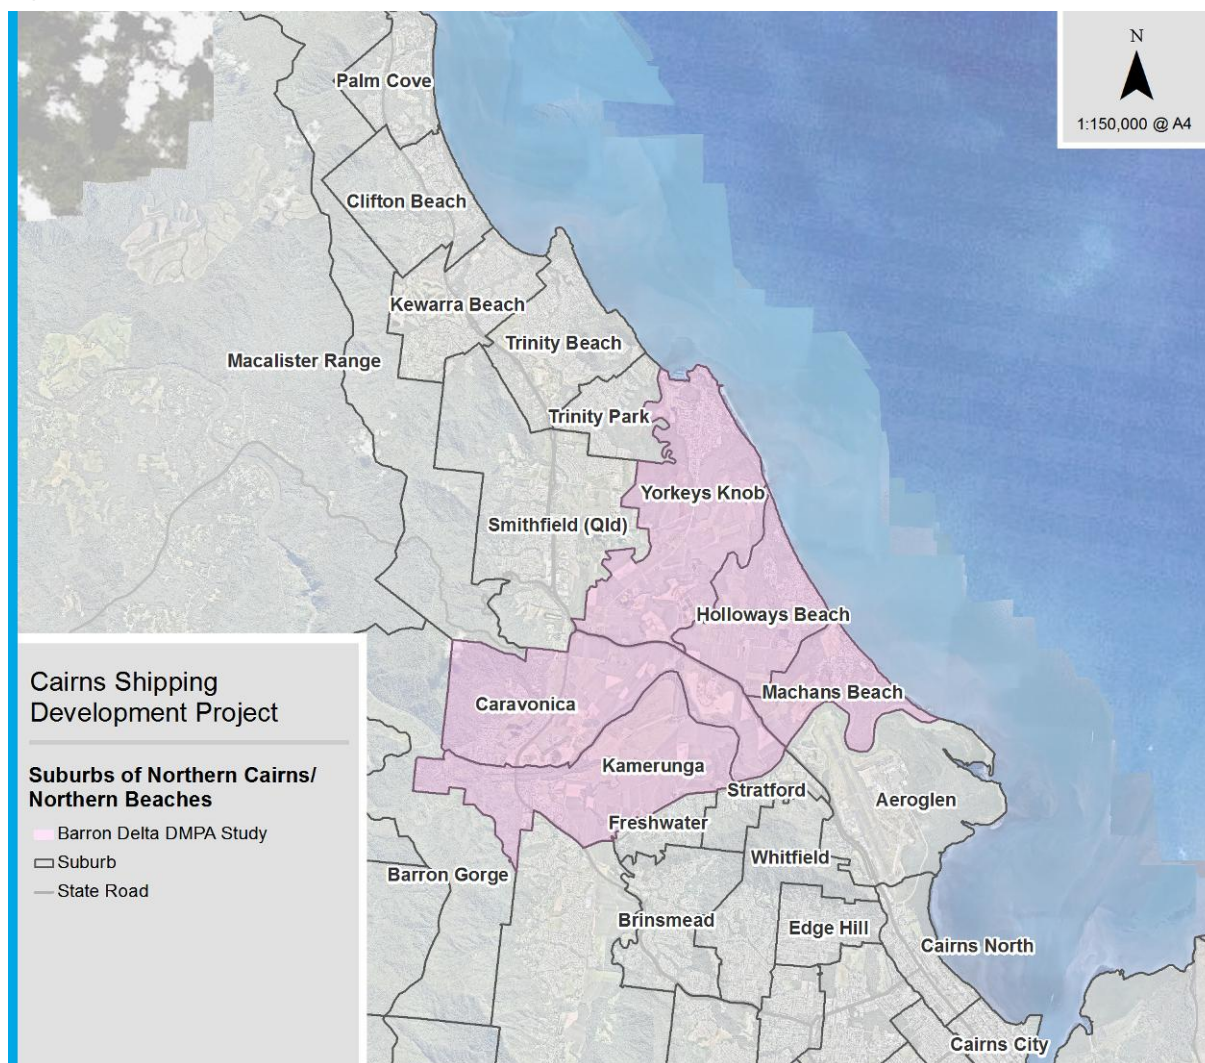 N
1:150,000 @ A4
Palm Cove
Clifton Beach
Kewarra Beach
Trinity Beach
Macalister Range
Trinity Park
Yorkeys Knob
Smithfield (Qld)
Holloways Beach
Machans Beach
Caravonica
Kamerunga
Stratford
Aeroglen
Freshwater
Whitfield
Barron Gorge
Brinsmead
Edge Hill
Cairns North
Cairns City
Cairns Shipping
Development Project
Suburbs of Northern Cairns/
Northern Beaches
Barron Delta DMPA Study
Suburb
State Road